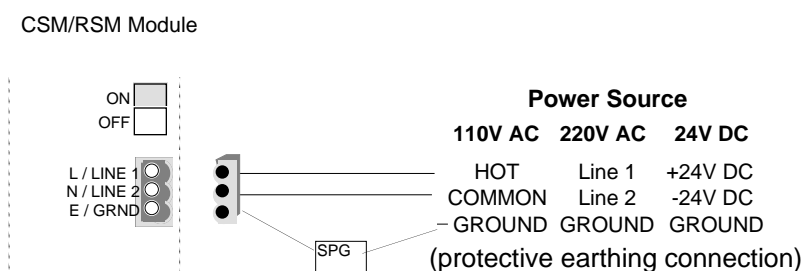 CSM/RSM Module
ON
OFF
L / LINE 1
N / LINE 2
E / GRND
SPG
Power Source
110V AC 220V AC 24V DC
HOT Line 1 +24V DC
COMMON Line 2 -24V DC
GROUND GROUND GROUND
(protective earthing connection)